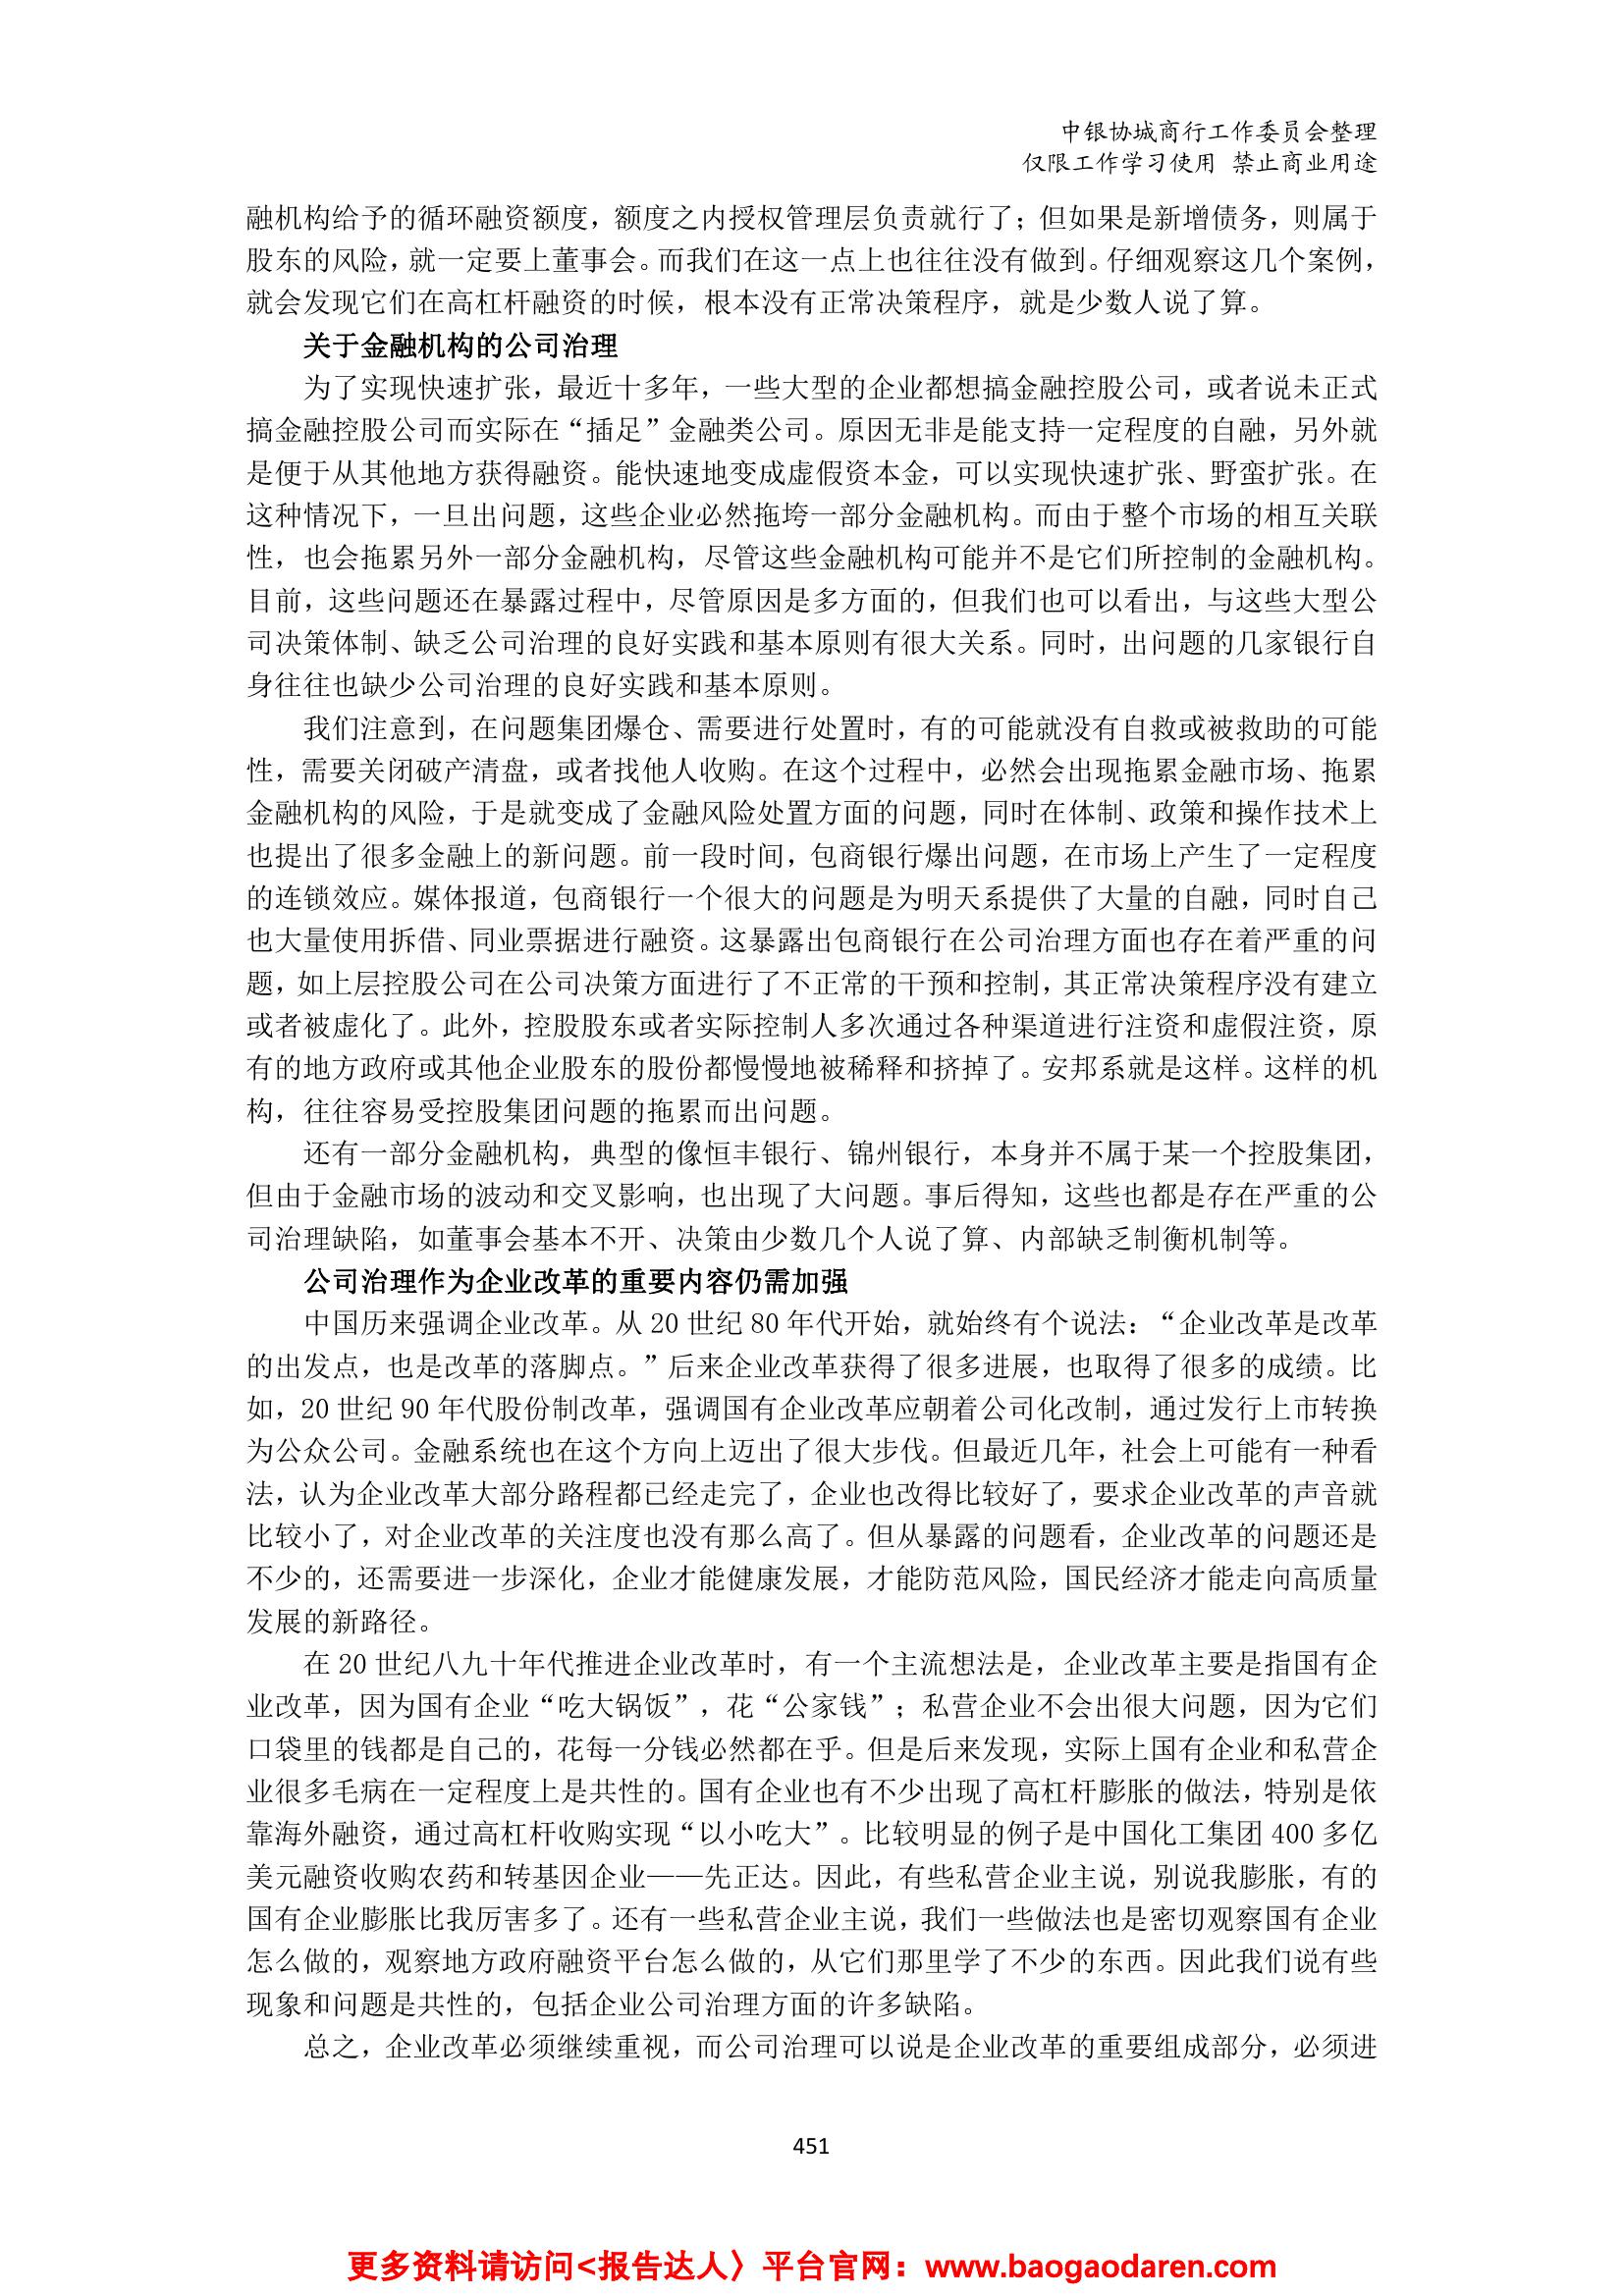 中银协城商行工作委员会整理
仅限工作学习使用 禁止商业用途
融机构给予的循环融资额度，额度之内授权管理层负责就行了；但如果是新增债务，则属于
股东的风险，就一定要上董事会。而我们在这一点上也往往没有做到。仔细观察这几个案例，
就会发现它们在高杠杆融资的时候，根本没有正常决策程序，就是少数人说了算。
关于金融机构的公司治理
为了实现快速扩张，最近十多年，一些大型的企业都想搞金融控股公司，或者说未正式
搞金融控股公司而实际在“插足”金融类公司。原因无非是能支持一定程度的自融，另外就
是便于从其他地方获得融资。能快速地变成虚假资本金，可以实现快速扩张、野蛮扩张。在
这种情况下，一旦出问题，这些企业必然拖垮一部分金融机构。而由于整个市场的相互关联
性，也会拖累另外一部分金融机构，尽管这些金融机构可能并不是它们所控制的金融机构。
目前，这些问题还在暴露过程中，尽管原因是多方面的，但我们也可以看出，与这些大型公
司决策体制、缺乏公司治理的良好实践和基本原则有很大关系。同时，出问题的几家银行自
身往往也缺少公司治理的良好实践和基本原则。
我们注意到，在问题集团爆仓、需要进行处置时，有的可能就没有自救或被救助的可能
性，需要关闭破产清盘，或者找他人收购。在这个过程中，必然会出现拖累金融市场、拖累
金融机构的风险，于是就变成了金融风险处置方面的问题，同时在体制、政策和操作技术上
也提出了很多金融上的新问题。前一段时间，包商银行爆出问题，在市场上产生了一定程度
的连锁效应。媒体报道，包商银行一个很大的问题是为明天系提供了大量的自融，同时自己
也大量使用拆借、同业票据进行融资。这暴露出包商银行在公司治理方面也存在着严重的问
题，如上层控股公司在公司决策方面进行了不正常的干预和控制，其正常决策程序没有建立
或者被虚化了。此外，控股股东或者实际控制人多次通过各种渠道进行注资和虚假注资，原
有的地方政府或其他企业股东的股份都慢慢地被稀释和挤掉了。安邦系就是这样。这样的机
构，往往容易受控股集团问题的拖累而出问题。
还有一部分金融机构，典型的像恒丰银行、锦州银行，本身并不属于某一个控股集团，
但由于金融市场的波动和交叉影响，也出现了大问题。事后得知，这些也都是存在严重的公
司治理缺陷，如董事会基本不开、决策由少数几个人说了算、内部缺乏制衡机制等。
公司治理作为企业改革的重要内容仍需加强
中国历来强调企业改革。从 20 世纪 80 年代开始，就始终有个说法：“企业改革是改革
的出发点，也是改革的落脚点。”后来企业改革获得了很多进展，也取得了很多的成绩。比
如，20 世纪 90 年代股份制改革，强调国有企业改革应朝着公司化改制，通过发行上市转换
为公众公司。金融系统也在这个方向上迈出了很大步伐。但最近几年，社会上可能有一种看
法，认为企业改革大部分路程都已经走完了，企业也改得比较好了，要求企业改革的声音就
比较小了，对企业改革的关注度也没有那么高了。但从暴露的问题看，企业改革的问题还是
不少的，还需要进一步深化，企业才能健康发展，才能防范风险，国民经济才能走向高质量
发展的新路径。
在 20 世纪八九十年代推进企业改革时，有一个主流想法是，企业改革主要是指国有企
业改革，因为国有企业“吃大锅饭”，花“公家钱”；私营企业不会出很大问题，因为它们
口袋里的钱都是自己的，花每一分钱必然都在乎。但是后来发现，实际上国有企业和私营企
业很多毛病在一定程度上是共性的。国有企业也有不少出现了高杠杆膨胀的做法，特别是依
靠海外融资，通过高杠杆收购实现“以小吃大”。比较明显的例子是中国化工集团 400 多亿
美元融资收购农药和转基因企业——先正达。因此，有些私营企业主说，别说我膨胀，有的
国有企业膨胀比我厉害多了。还有一些私营企业主说，我们一些做法也是密切观察国有企业
怎么做的，观察地方政府融资平台怎么做的，从它们那里学了不少的东西。因此我们说有些
现象和问题是共性的，包括企业公司治理方面的许多缺陷。
总之，企业改革必须继续重视，而公司治理可以说是企业改革的重要组成部分，必须进
451
更多资料请访问<报告达人〉平台官网：www.baogaodaren.com